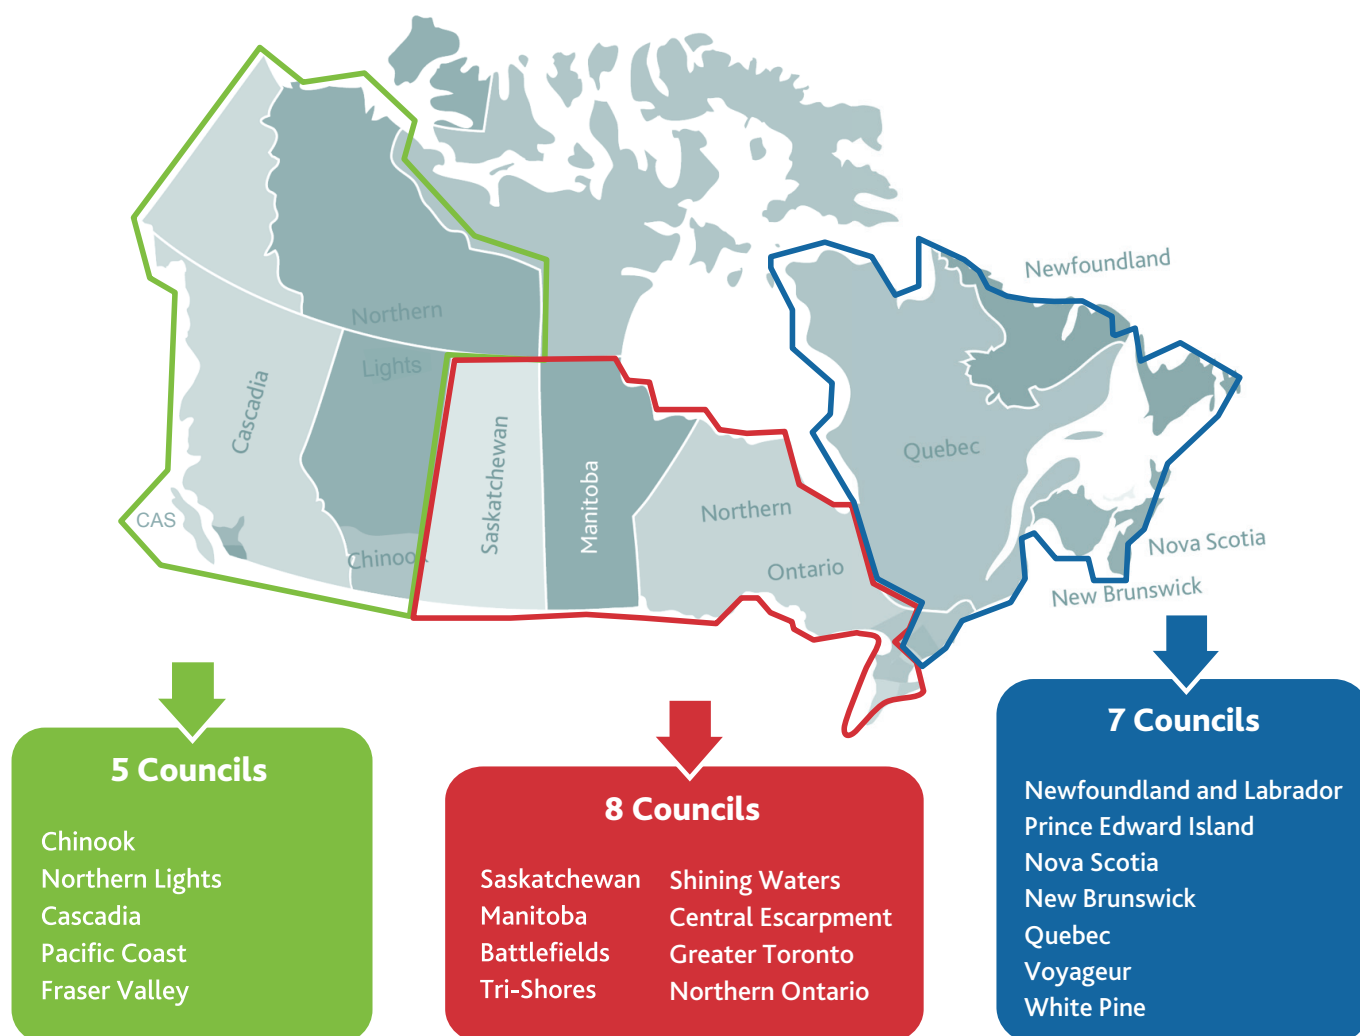 Newfoundland
Northern
Lights
Cascadia
Saskatchewan
Manitoba
Quebec
Northern
Ontario
CAS
Chinook
Nova Scotia
New Brunswick
5 Councils
Chinook
Northern Lights
Cascadia
Pacific Coast
Fraser Valley
8 Councils
Saskatchewan
Manitoba
Battlefields
Tri-Shores
Shining Waters
Central Escarpment
Greater Toronto
Northern Ontario
7 Councils
Newfoundland and Labrador
Prince Edward Island
Nova Scotia
New Brunswick
Quebec
Voyageur
White Pine